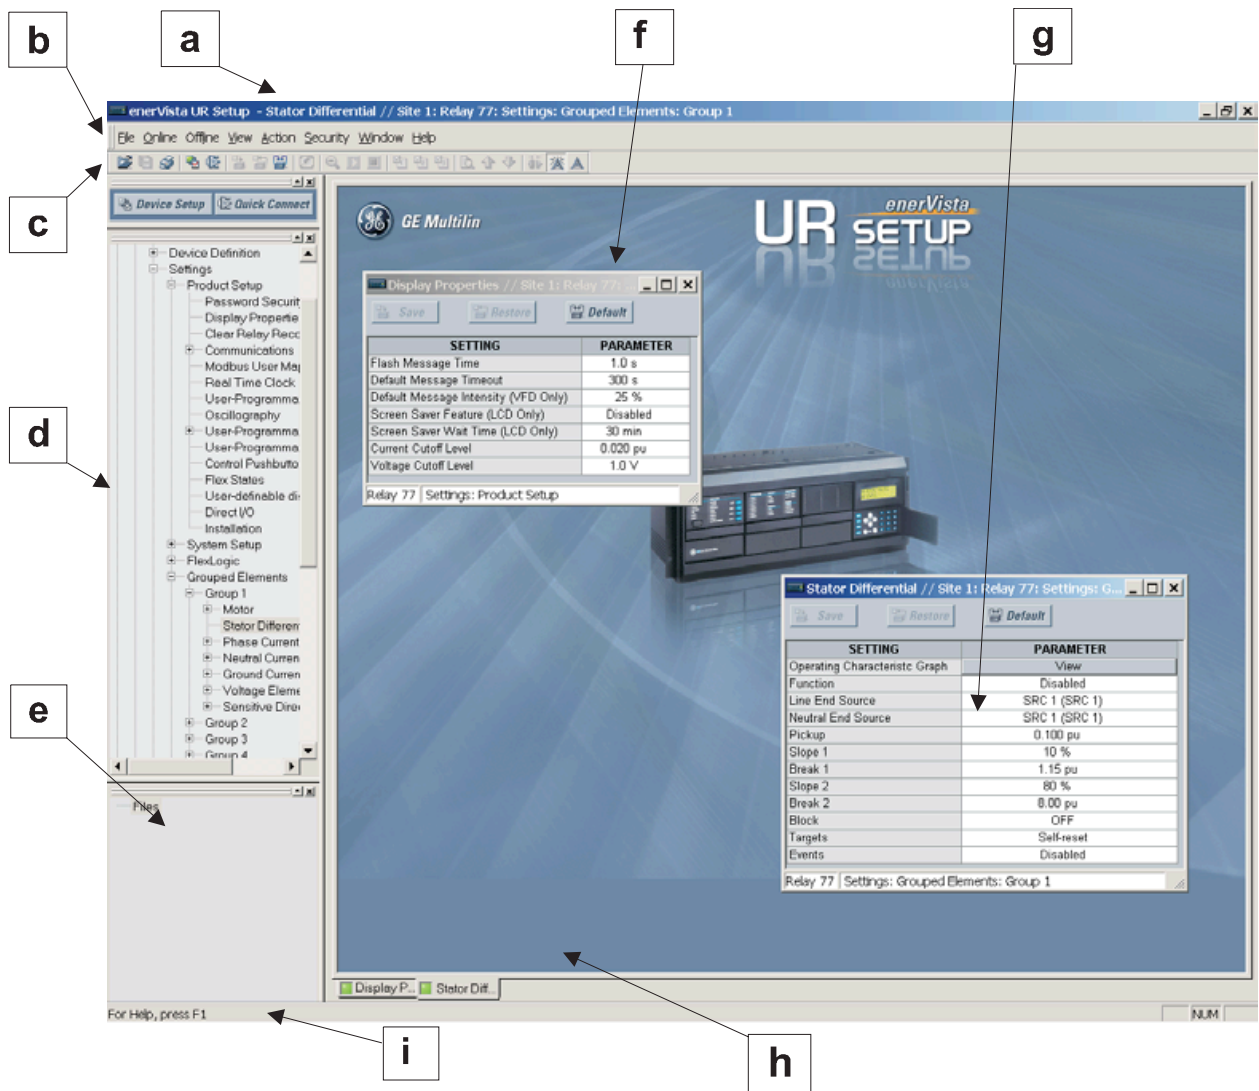 b
a
f
g
enerVista UR Setup - Stator Differential // Site 1: Relay 77: Settings: Grouped Elements: Group 1
File Online Offline View Action Security Window Help
c
Device Setup Quick Connect
Device Definition
Settings
Product Setup
Password Securit
Display Propertie
Clear Relay Reco
Communications
Modbus User Map
Real Time Clock
User-Programma
Oscillography
User-Programma
User-Programma
Control Pushbutto
Flex States
User-definable di
Direct I/O
Installation
System Setup
FlexLogic
Grouped Elements
Group 1
Motor
Stator Differen
Phase Current
Neutral Curren
Ground Curren
Voltage Eleme
Sensitive Direc
Group 2
Group 3
Group 4
d
e
Files
GE Multilin
enerVista
UR SETUP
Display Properties // Site 1: Relay 77:
Save Restore Default
SETTING PARAMETER
Flash Message Time 1.0 s
Default Message Timeout 300 s
Default Message Intensity (VFD Only) 25 %
Screen Saver Feature (LCD Only) Disabled
Screen Saver Wait Time (LCD Only) 30 min
Current Cutoff Level 0.020 pu
Voltage Cutoff Level 1.0 V
Relay 77 Settings: Product Setup
Stator Differential // Site 1: Relay 77: Settings: G...
Save Restore Default
SETTING PARAMETER
Operating Characteristc Graph View
Function Disabled
Line End Source SRC 1 (SRC 1)
Neutral End Source SRC 1 (SRC 1)
Pickup 0.100 pu
Slope 1 10 %
Break 1 1.15 pu
Slope 2 80 %
Break 2 8.00 pu
Block OFF
Targets Self-reset
Events Disabled
Relay 77 Settings: Grouped Elements: Group 1
Display P... Stator Diff...
For Help, press F1 NUM
i
h